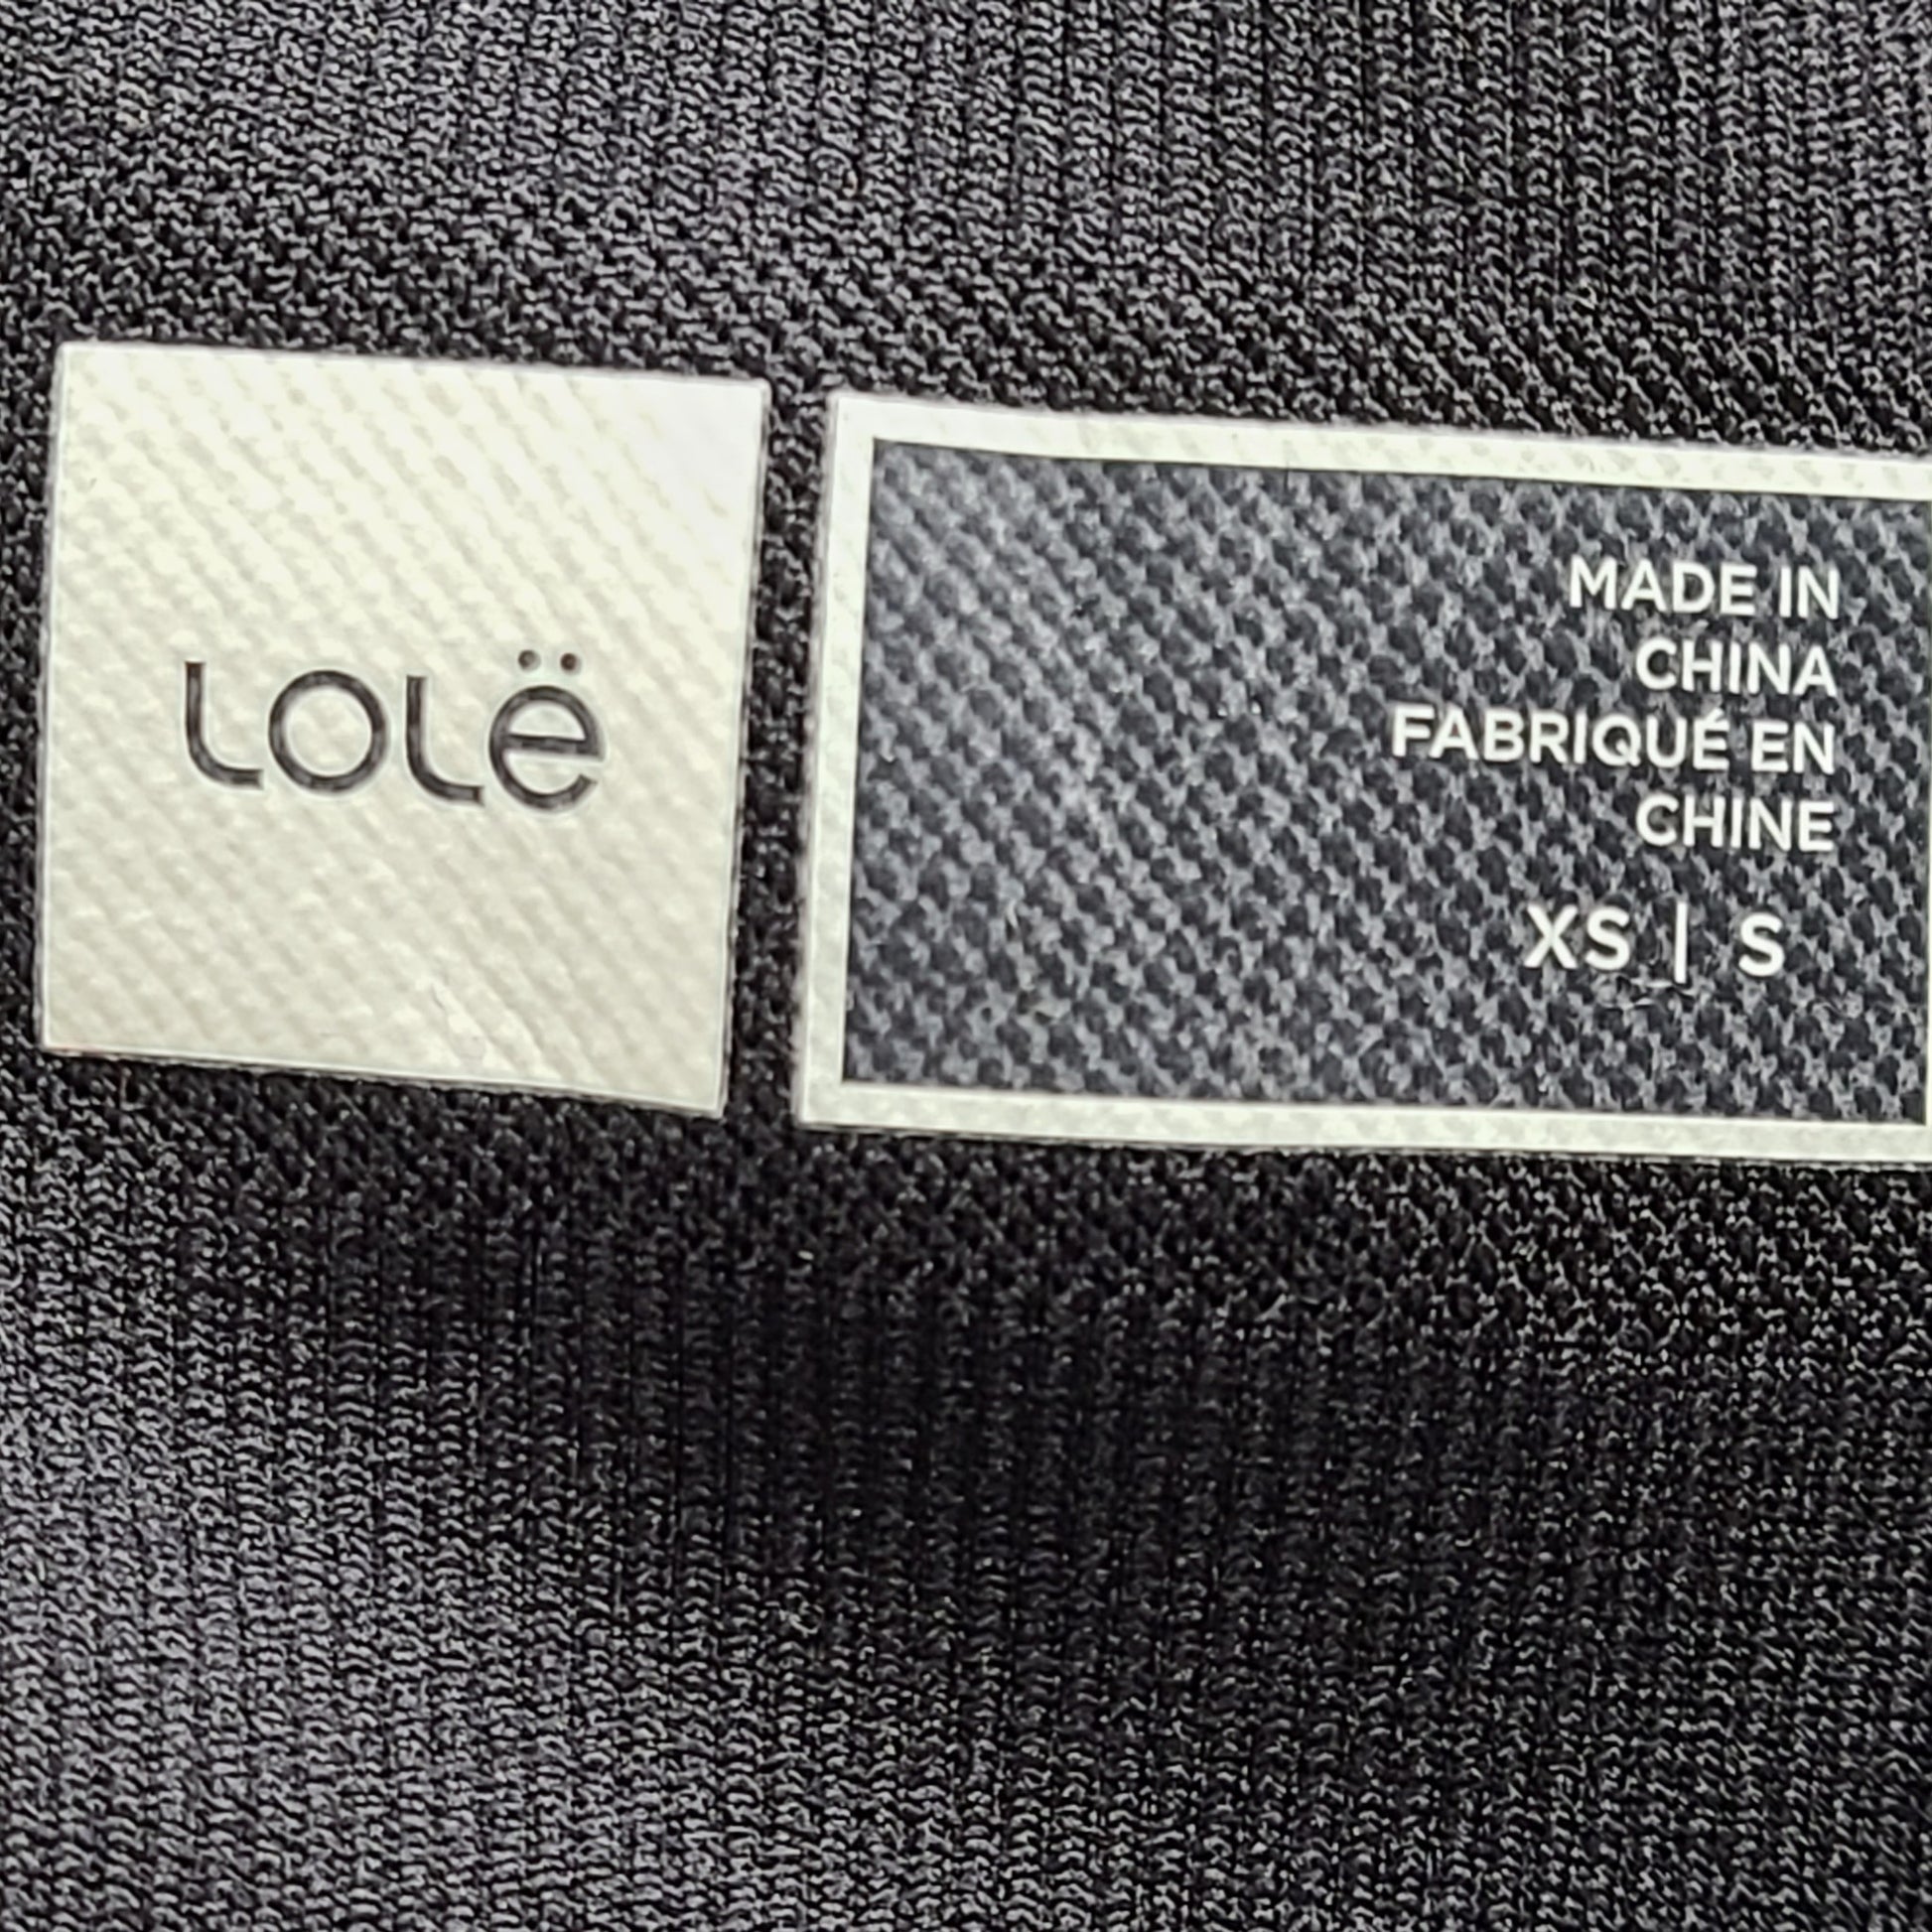 Lolë
MADE IN
CHINA
FABRIQUÉ EN
CHINE
XS | S